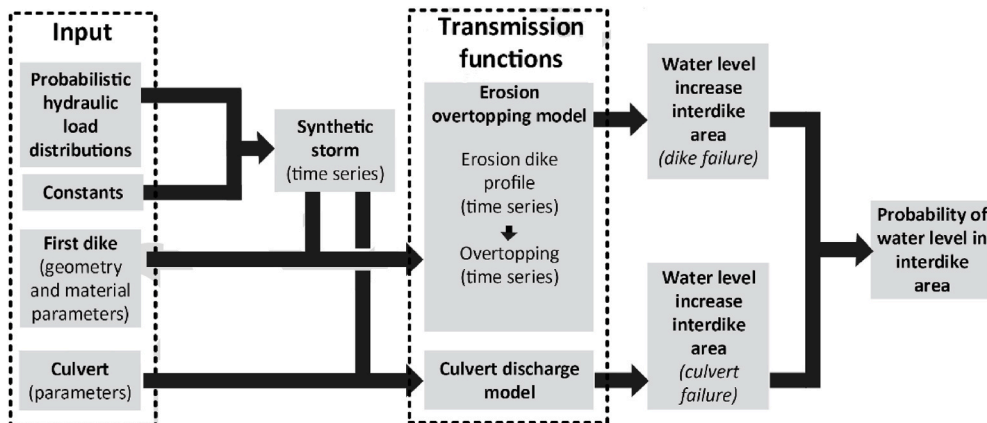 Input
Probabilistic
hydraulic
load
distributions
Constants
First dike
(geometry
and material
parameters)
Culvert
(parameters)
Synthetic
storm
(time series)
Transmission
functions
Erosion
overtopping model
Erosion dike
profile
(time series)
Overtopping
(time series)
Culvert discharge
model
Water level
increase
interdike
area
(dike failure)
Water level
increase
interdike
area
(culvert
failure)
Probability of
water level in
interdike
area